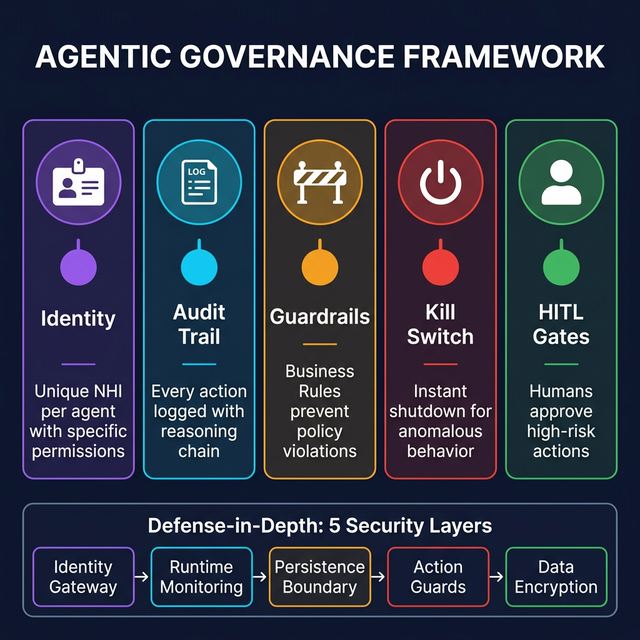 AGENTIC GOVERNANCE FRAMEWORK
LOG
Identity
Unique NHI
per agent
with specific
permissions
Audit
Trail
Every action
logged with
reasoning
chain
Guardrails
Business
Rules
prevent
policy
violations
Kill
Switch
Instant
shutdown for
anomalous
behavior
HITL
Gates
Humans
approve
high-risk
actions
Defense-in-Depth: 5 Security Layers
Identity
Gateway
Runtime
Monitoring
Persistence
Boundary
Action
Guards
Data
Encryption